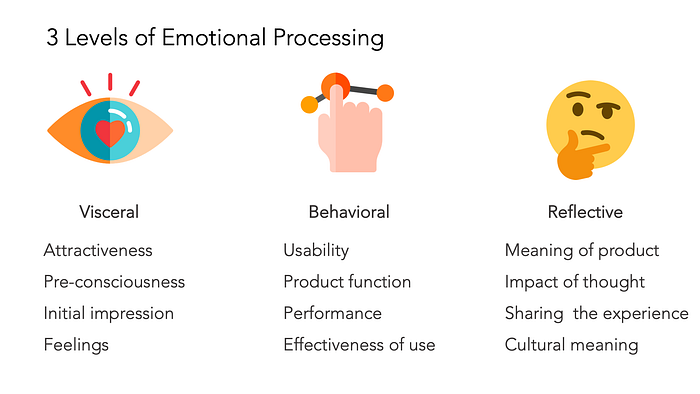 3 Levels of Emotional Processing
Visceral
Attractiveness
Pre-consciousness
Initial impression
Feelings
Behavioral
Usability
Product function
Performance
Effectiveness of use
Reflective
Meaning of product
Impact of thought
Sharing  the experience
Cultural meaning